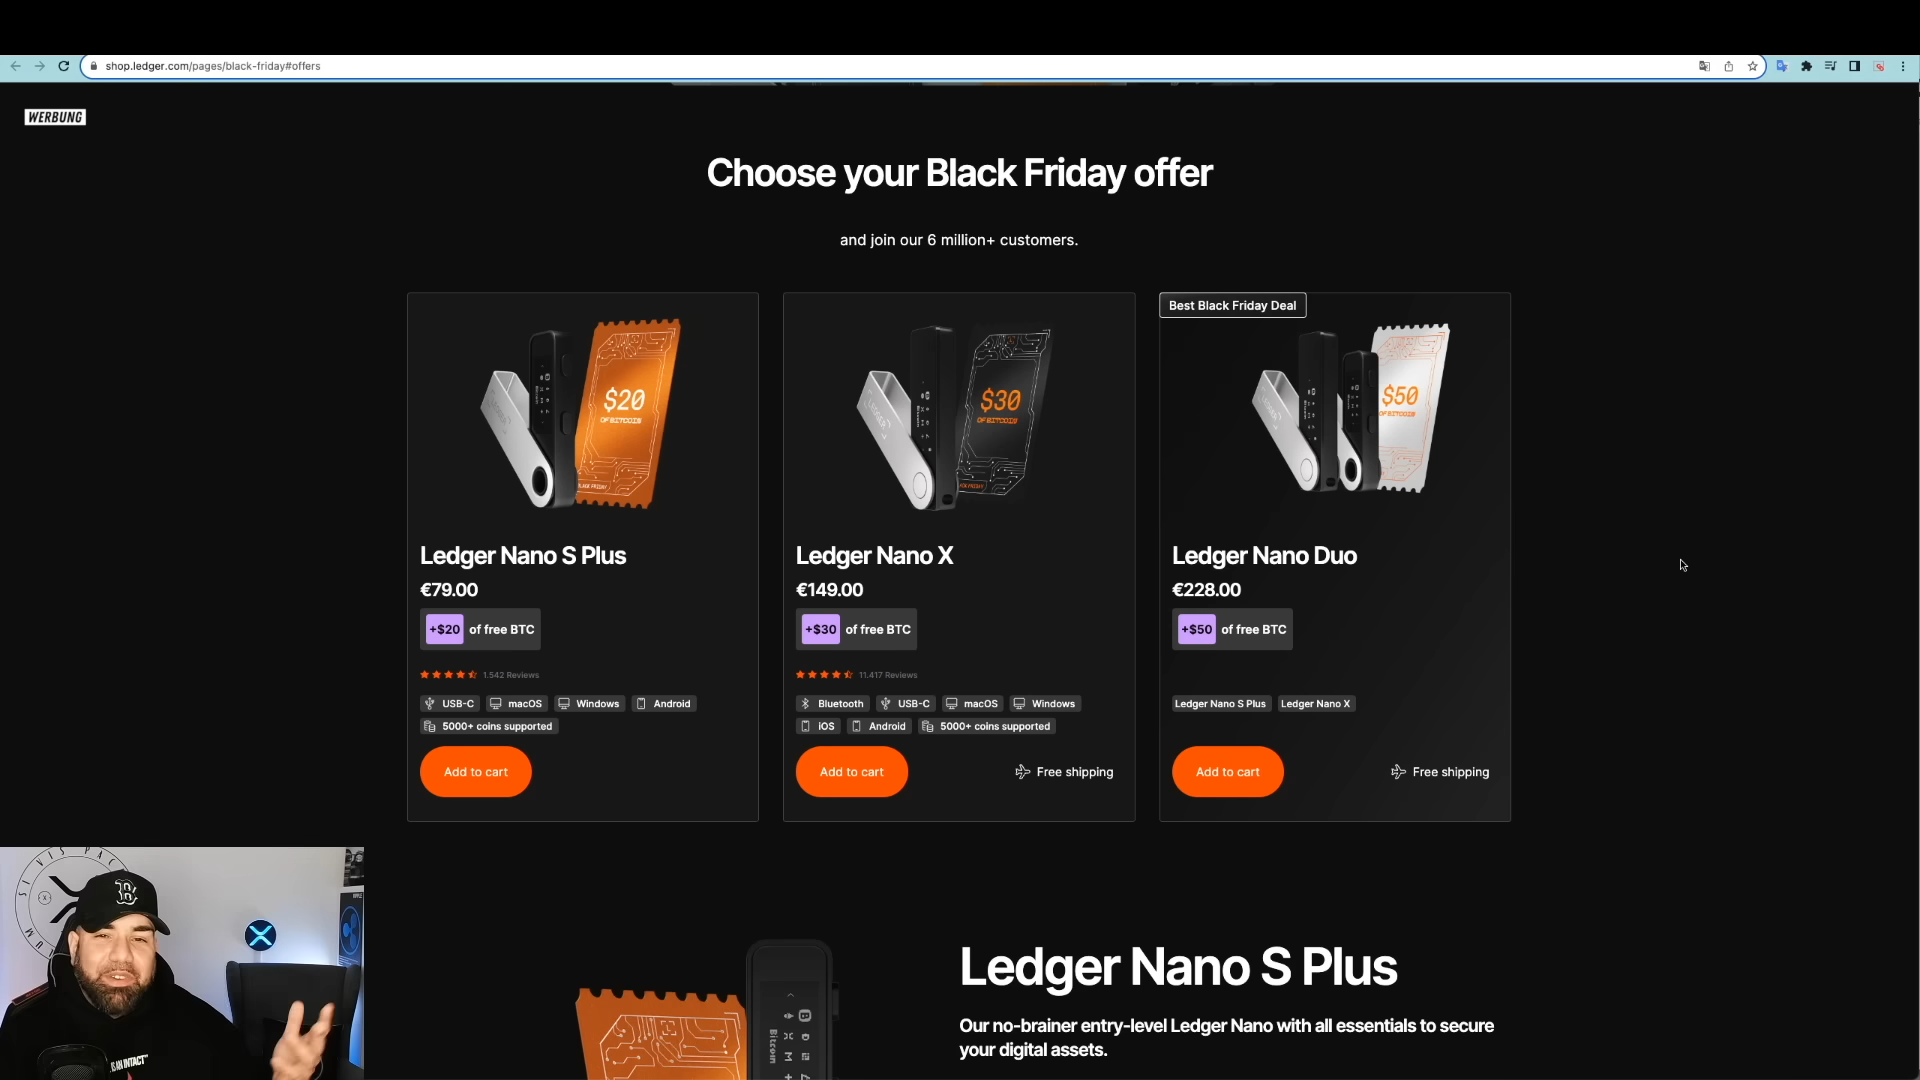 shop.ledger.com/pages/black-friday#offers
WERBUNG
Choose your Black Friday offer
and join our 6 million+ customers.
$20
OF BITCOIN
BLACK FRIDAY
Ledger Nano S Plus
€79.00
+$20 of free BTC
1.542 Reviews
USB-C macOS Windows Android
5000+ coins supported
Add to cart
$30
OF BITCOIN
Ledger Nano X
€149.00
+$30 of free BTC
11.417 Reviews
Bluetooth USB-C macOS Windows
iOS Android 5000+ coins supported
Add to cart Free shipping
Best Black Friday Deal
$50
OF BITCOIN
Ledger Nano Duo
€228.00
+$50 of free BTC
Ledger Nano S Plus Ledger Nano X
Add to cart Free shipping
Ledger Nano S Plus
Our no-brainer entry-level Ledger Nano with all essentials to secure
your digital assets.
Bitcoin
SI VIS PAC